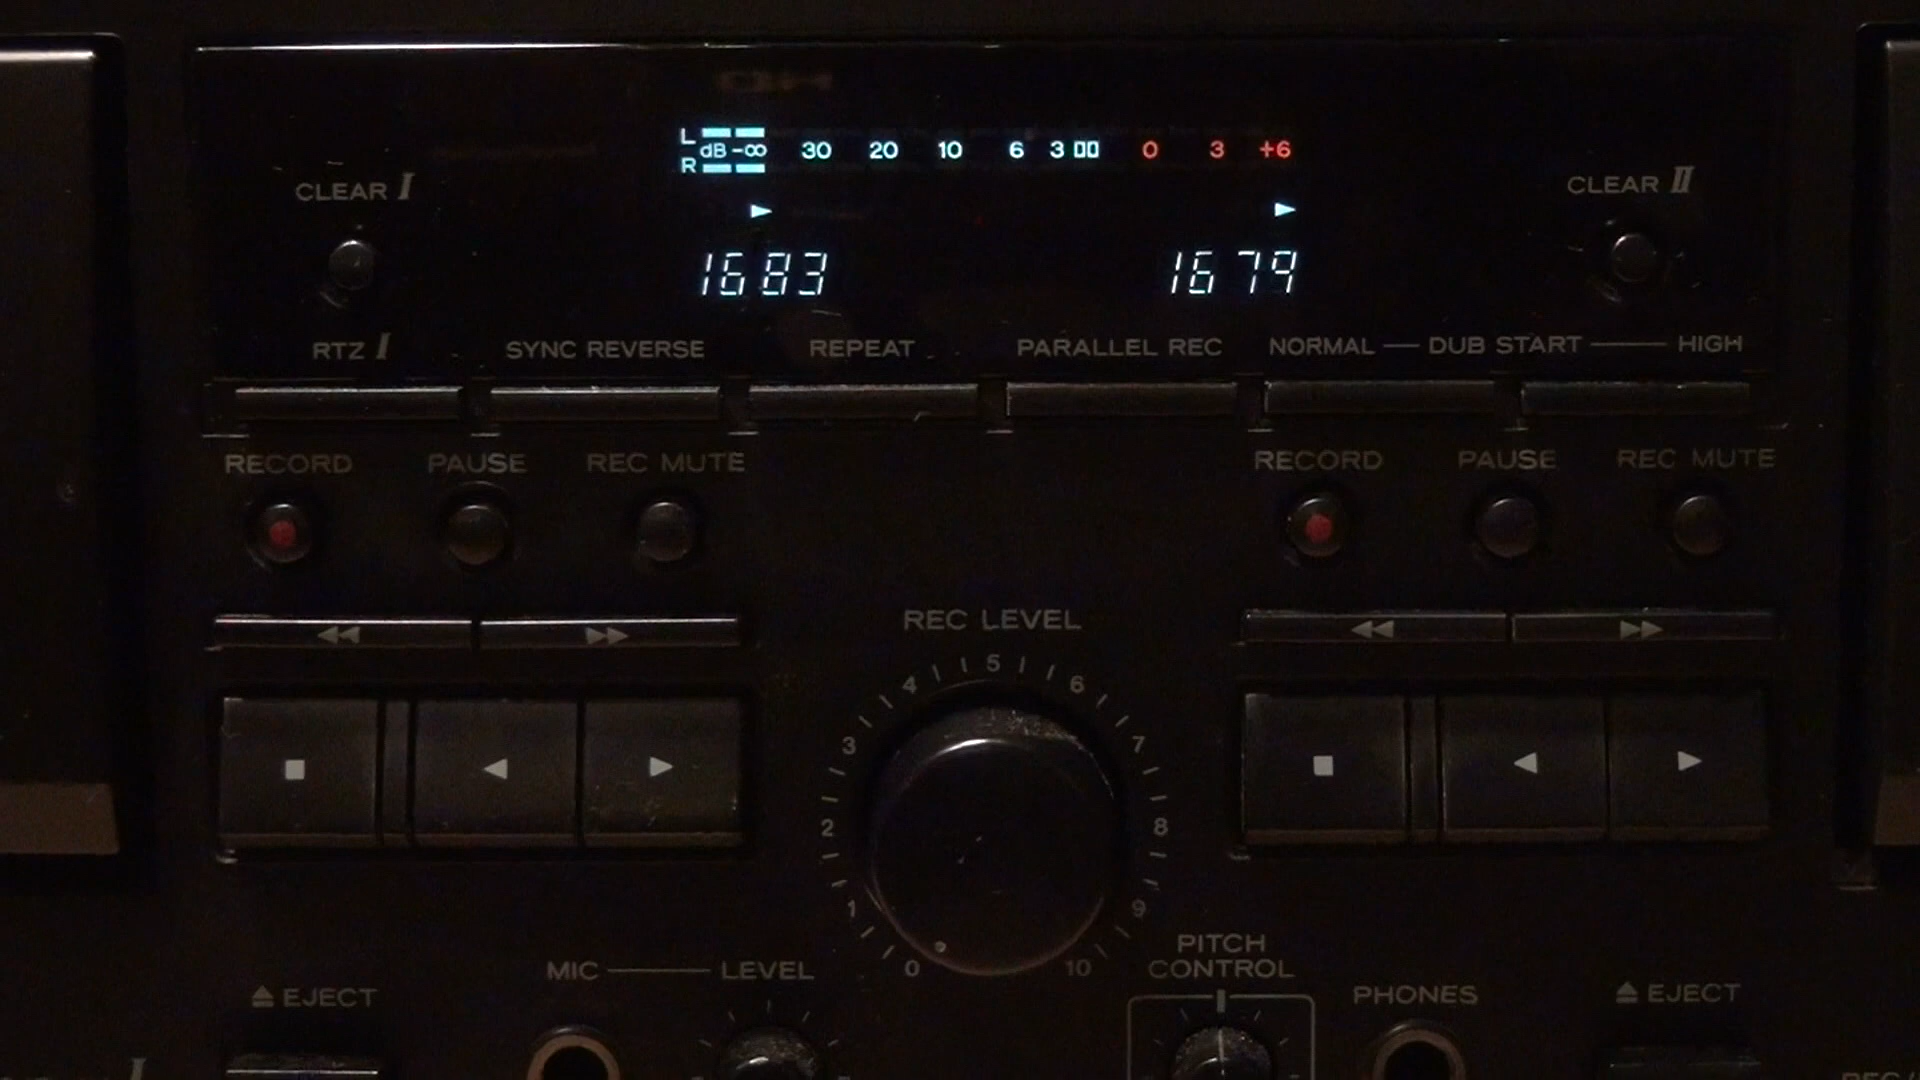 L
dB -∞ 30 20 10 6 3 0 3 +6
R
CLEAR I
CLEAR II
1683 1679
RTZ I SYNC REVERSE REPEAT PARALLEL REC NORMAL — DUB START — HIGH
RECORD PAUSE REC MUTE
RECORD PAUSE REC MUTE
REC LEVEL
0 1 2 3 4 5 6 7 8 9 10
MIC — LEVEL
PITCH
CONTROL
EJECT
PHONES
EJECT
I